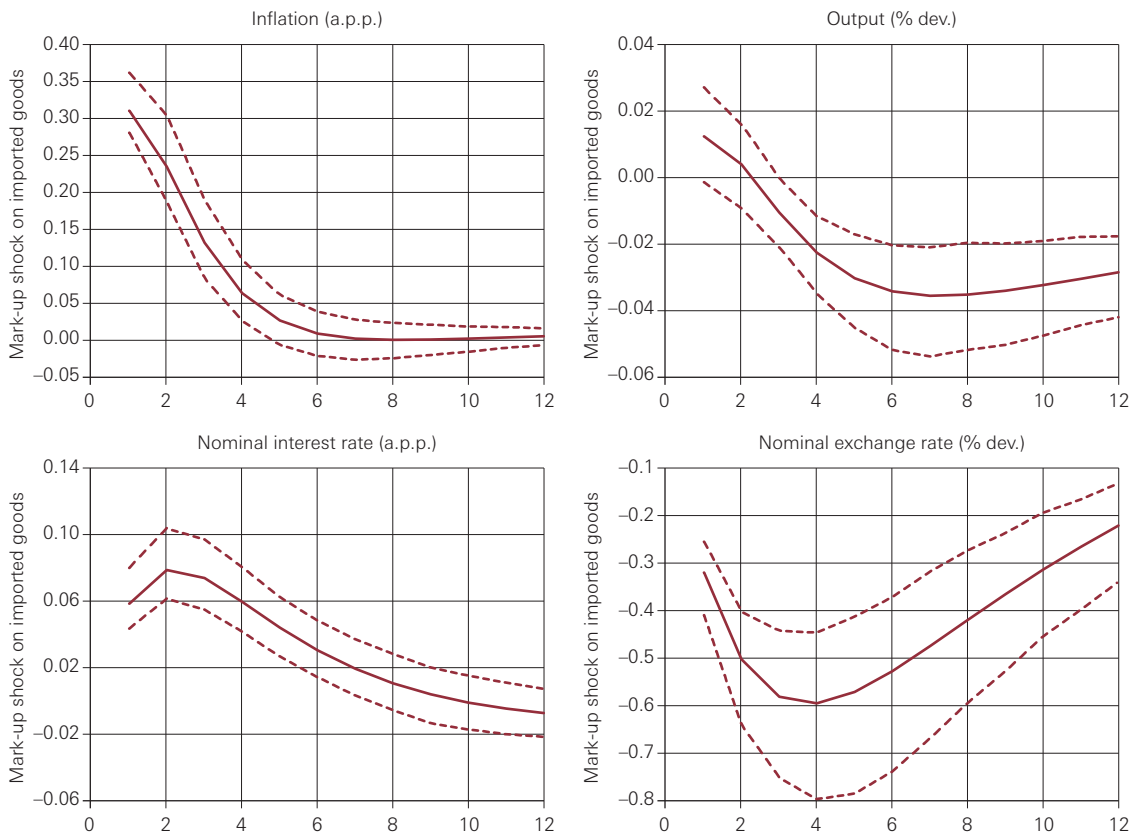 Inflation (a.p.p.)
Mark-up shock on imported goods
0.40
0.35
0.30
0.25
0.20
0.15
0.10
0.05
0.00
–0.05
0 2 4 6 8 10 12
Output (% dev.)
Mark-up shock on imported goods
0.04
0.02
0.00
–0.02
–0.04
–0.06
0 2 4 6 8 10 12
Nominal interest rate (a.p.p.)
Mark-up shock on imported goods
0.14
0.10
0.06
0.02
–0.02
–0.06
0 2 4 6 8 10 12
Nominal exchange rate (% dev.)
Mark-up shock on imported goods
–0.1
–0.2
–0.3
–0.4
–0.5
–0.6
–0.7
–0.8
0 2 4 6 8 10 12